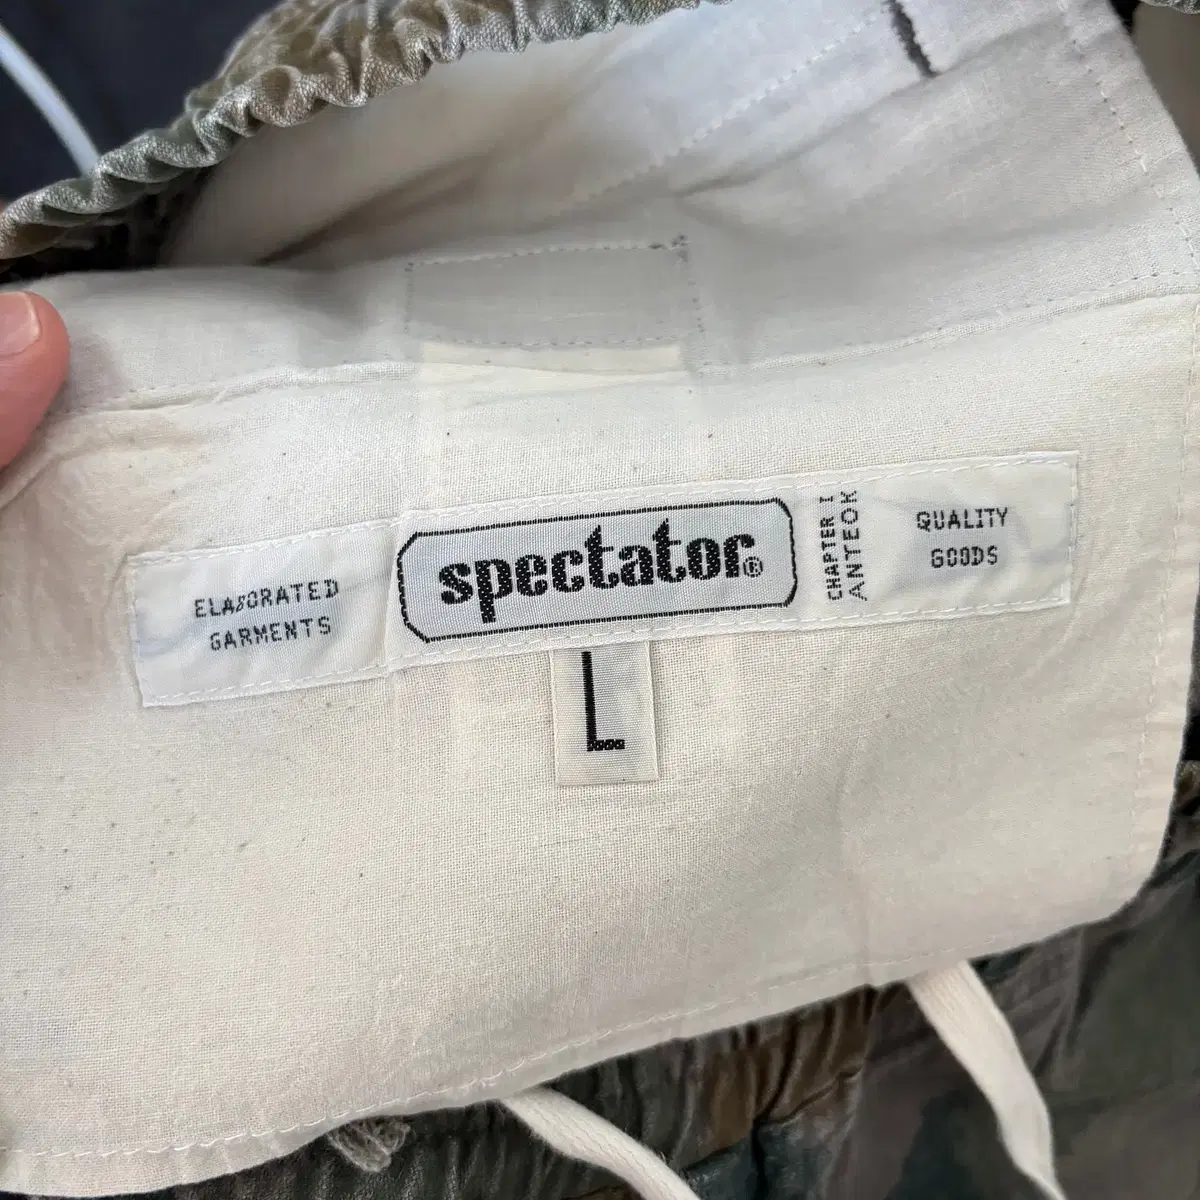 ELABORATED
GARMENTS
spectator®
CHAPTER I
ANTEOK
QUALITY
GOODS
L